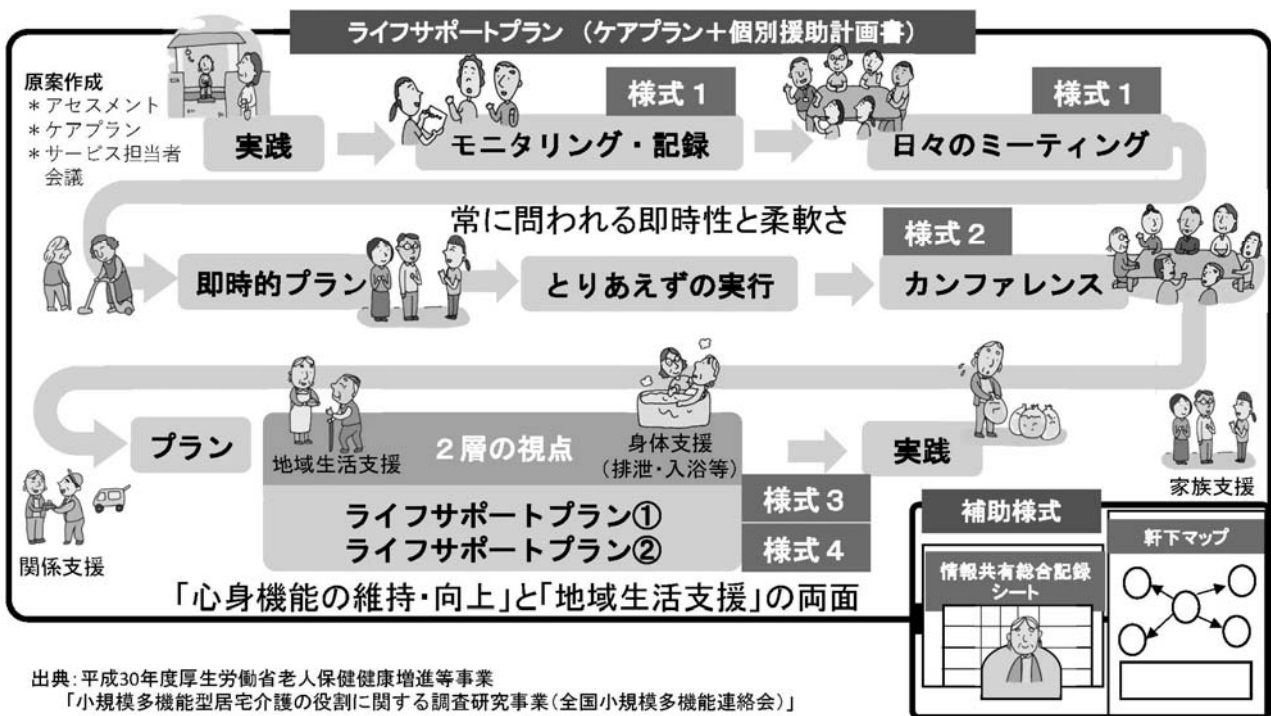 ライフサポートプラン（ケアプラン＋個別援助計画書）
原案作成
＊アセスメント
＊ケアプラン
＊サービス担当者
会議
実践
様式１
モニタリング・記録
様式１
日々のミーティング
常に問われる即時性と柔軟さ
即時的プラン
とりあえずの実行
様式２
カンファレンス
プラン
地域生活支援
２層の視点
身体支援
（排泄・入浴等）
実践
家族支援
ライフサポートプラン①
様式３
ライフサポートプラン②
様式４
関係支援
「心身機能の維持・向上」と「地域生活支援」の両面
補助様式
情報共有総合記録
シート
軒下マップ
出典：平成30年度厚生労働省老人保健健康増進等事業
「小規模多機能型居宅介護の役割に関する調査研究事業（全国小規模多機能連絡会）」